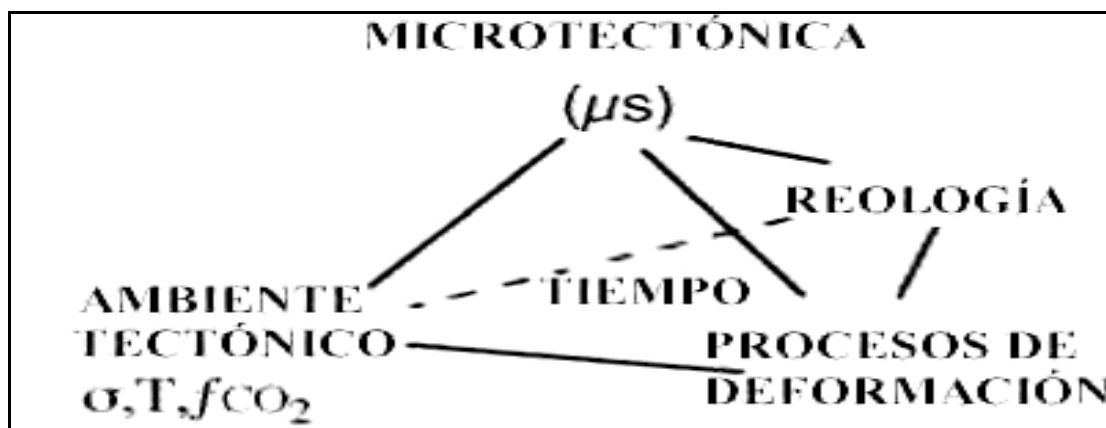 MICROTECTÓNICA
(µs)
REOLOGÍA
TIEMPO
AMBIENTE
TECTÓNICO
σ,T,fCO₂
PROCESOS DE
DEFORMACIÓN